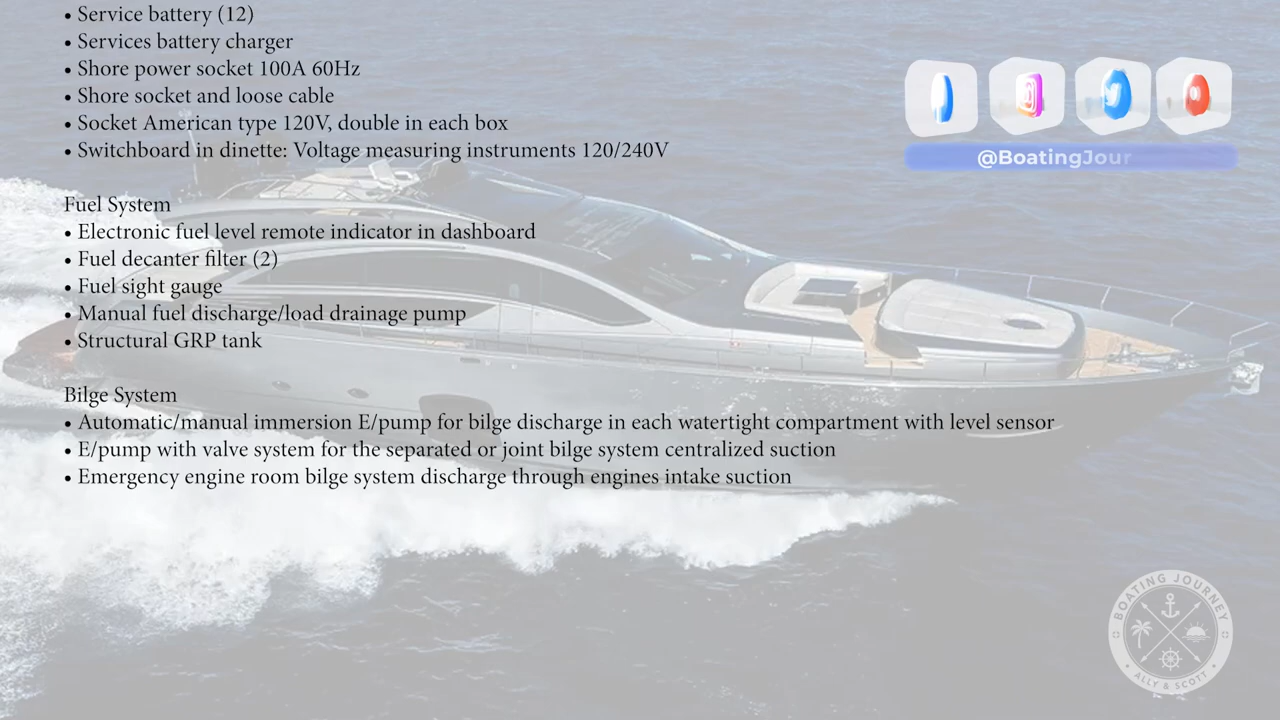 • Service battery (12)
• Services battery charger
• Shore power socket 100A 60Hz
• Shore socket and loose cable
• Socket American type 120V, double in each box
• Switchboard in dinette: Voltage measuring instruments 120/240V
@BoatingJour
Fuel System
• Electronic fuel level remote indicator in dashboard
• Fuel decanter filter (2)
• Fuel sight gauge
• Manual fuel discharge/load drainage pump
• Structural GRP tank
Bilge System
• Automatic/manual immersion E/pump for bilge discharge in each watertight compartment with level sensor
• E/pump with valve system for the separated or joint bilge system centralized suction
• Emergency engine room bilge system discharge through engines intake suction
BOATING JOURNEY
• ALLY & SCOTT •